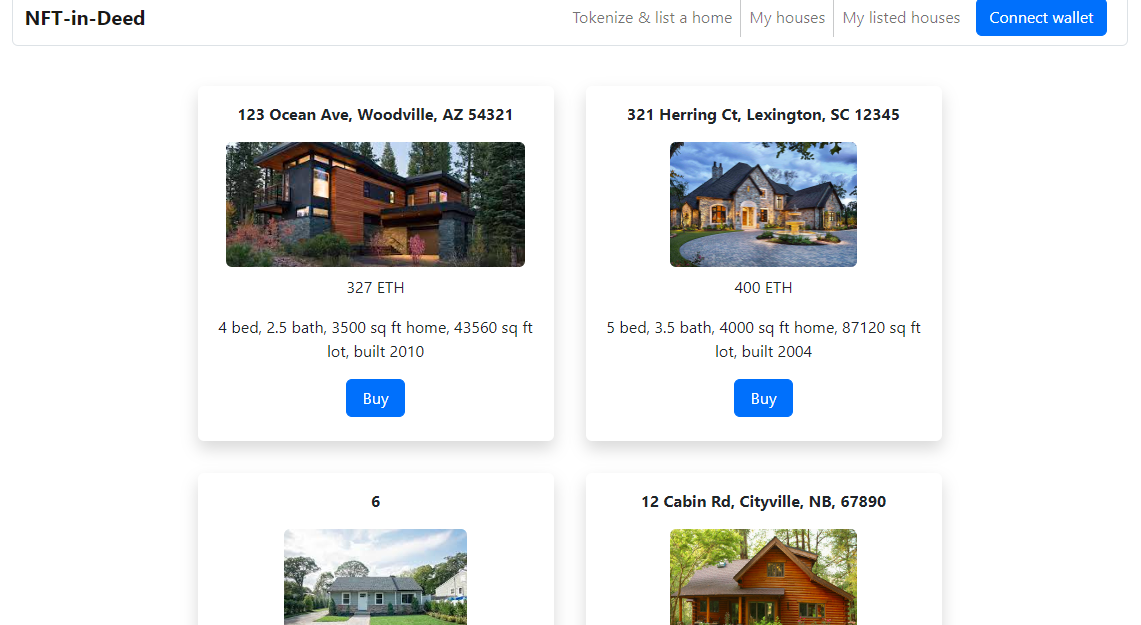 NFT-in-Deed
Tokenize & list a home
My houses
My listed houses
Connect wallet
123 Ocean Ave, Woodville, AZ 54321
327 ETH
4 bed, 2.5 bath, 3500 sq ft home, 43560 sq ft
lot, built 2010
Buy
321 Herring Ct, Lexington, SC 12345
400 ETH
5 bed, 3.5 bath, 4000 sq ft home, 87120 sq ft
lot, built 2004
Buy
6
12 Cabin Rd, Cityville, NB, 67890